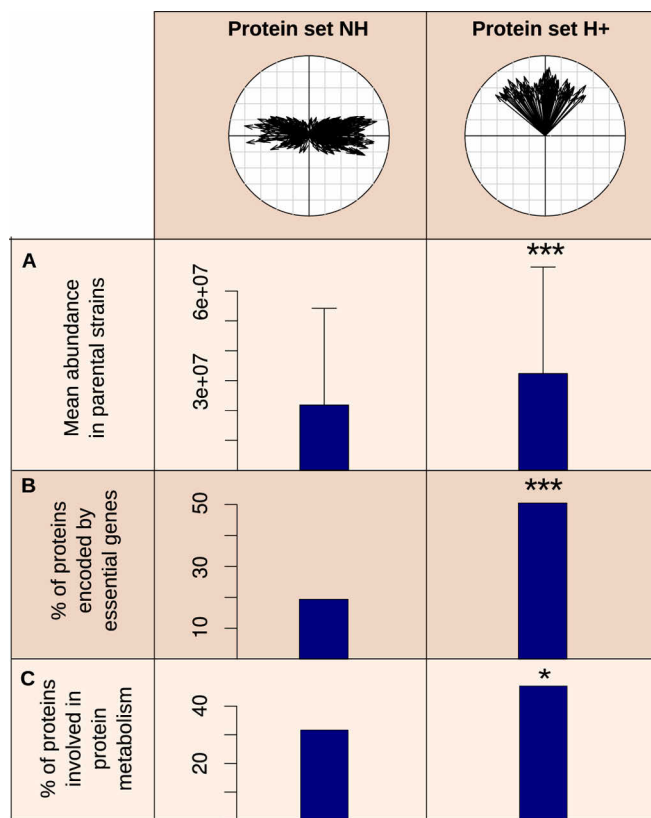 Protein set NH
Protein set H+
A
Mean abundance
in parental strains
6e+07
3e+07
***
B
% of proteins
encoded by
essential genes
50
30
10
***
C
% of proteins
involved in
protein
metabolism
40
20
*